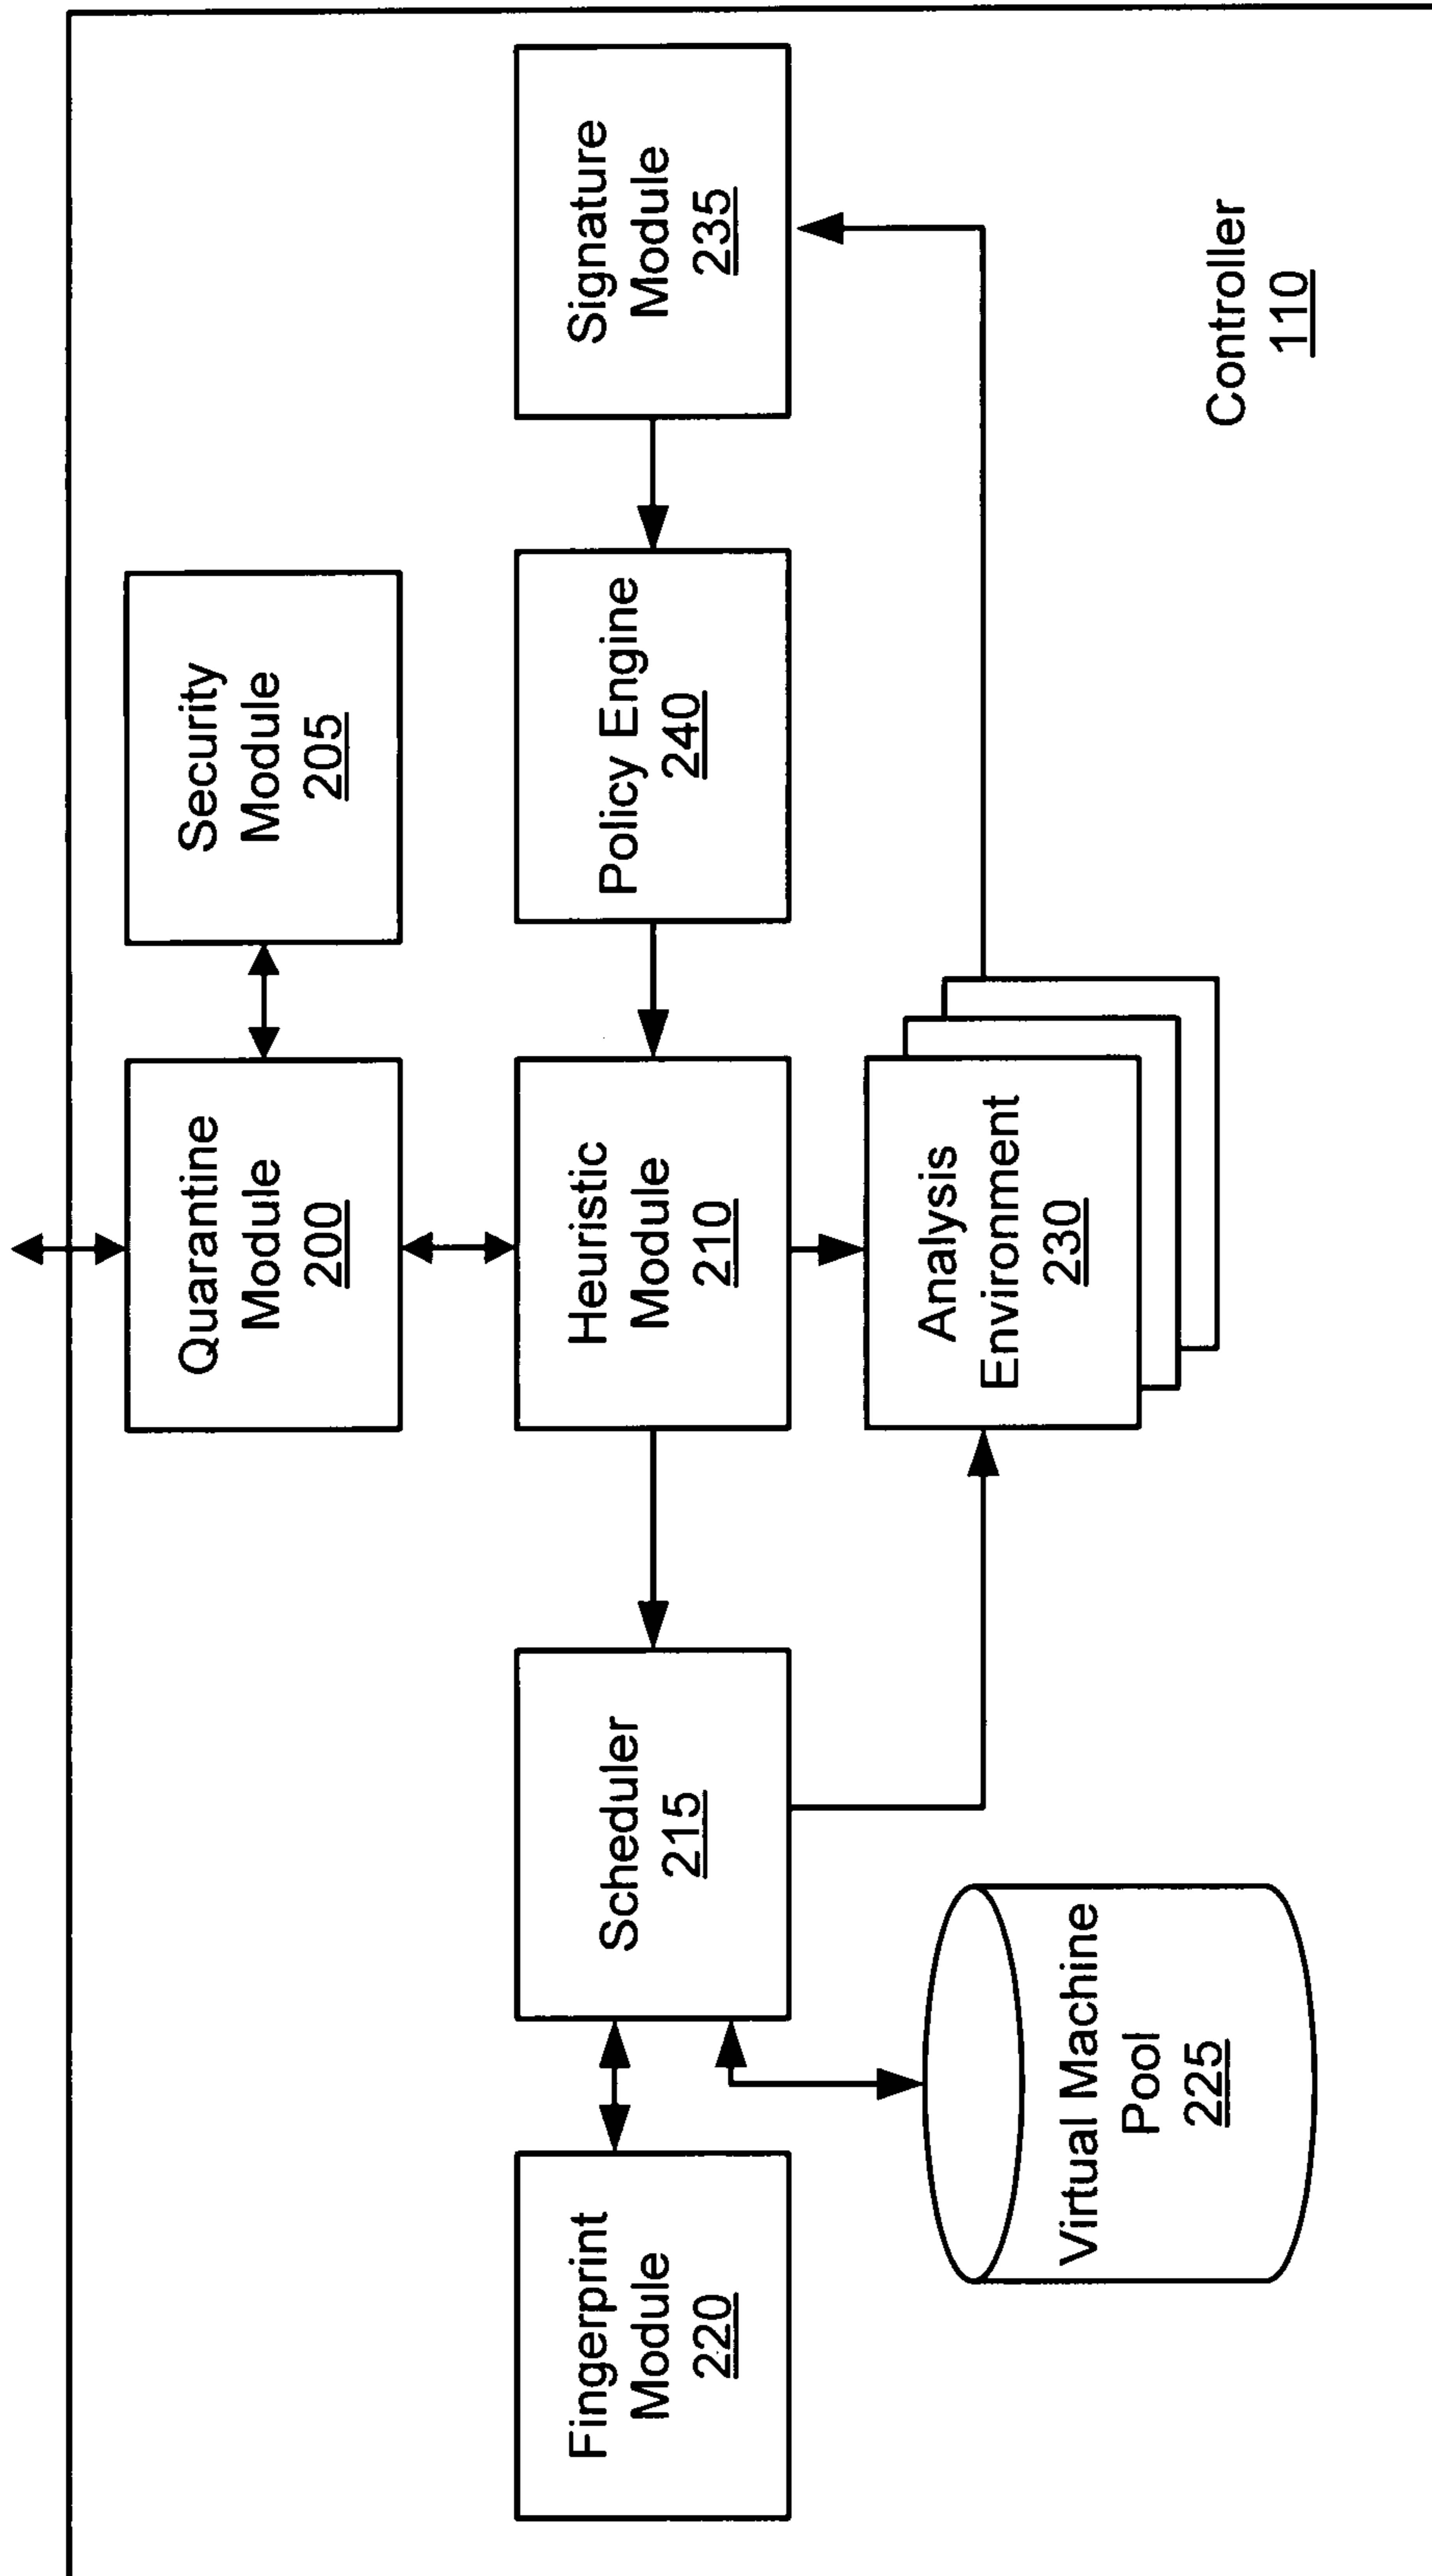 Quarantine
Module
200
Security
Module
205
Fingerprint
Module
220
Scheduler
215
Heuristic
Module
210
Policy Engine
240
Signature
Module
235
Virtual Machine
Pool
225
Analysis
Environment
230
Controller
110